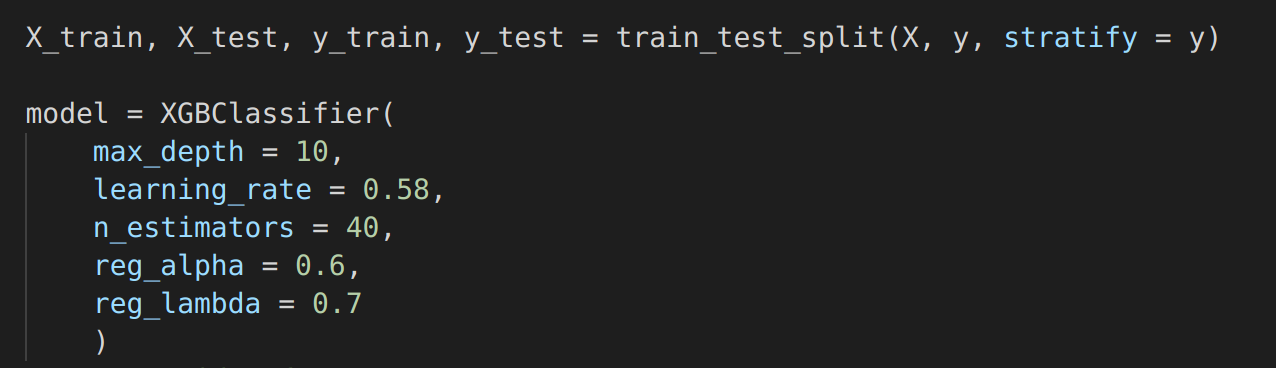 X_train, X_test, y_train, y_test = train_test_split(X, y, stratify = y)
model = XGBClassifier(
    max_depth = 10,
    learning_rate = 0.58,
    n_estimators = 40,
    reg_alpha = 0.6,
    reg_lambda = 0.7
    )